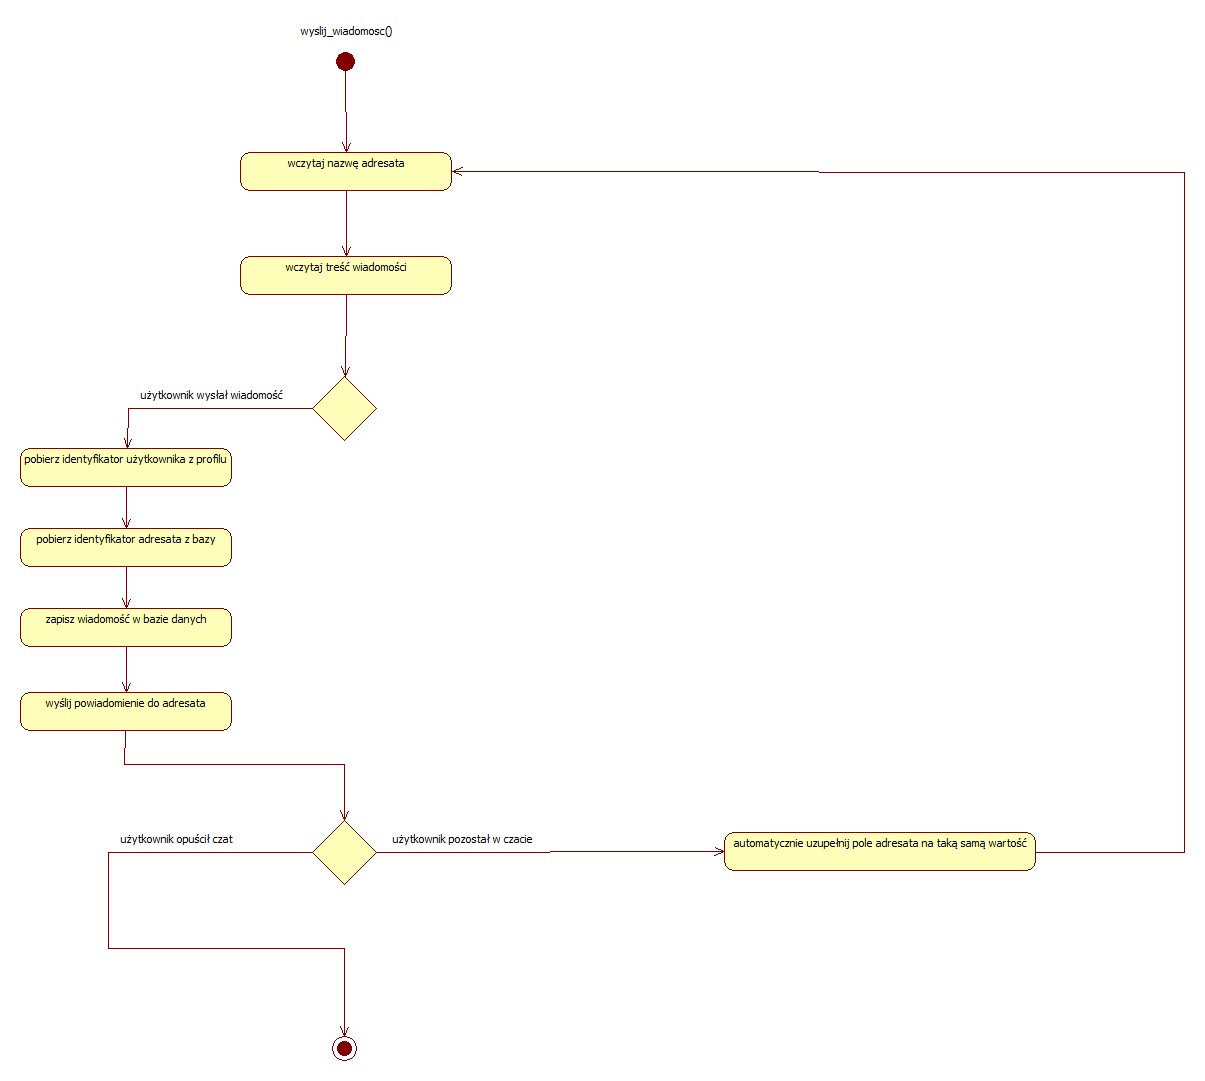 wyslij_wiadomosc()
wczytaj nazwę adresata
wczytaj treść wiadomości
użytkownik wysłał wiadomość
pobierz identyfikator użytkownika z profilu
pobierz identyfikator adresata z bazy
zapisz wiadomość w bazie danych
wyślij powiadomienie do adresata
użytkownik opuścił czat
użytkownik pozostał w czacie
automatycznie uzupełnij pole adresata na taką samą wartość